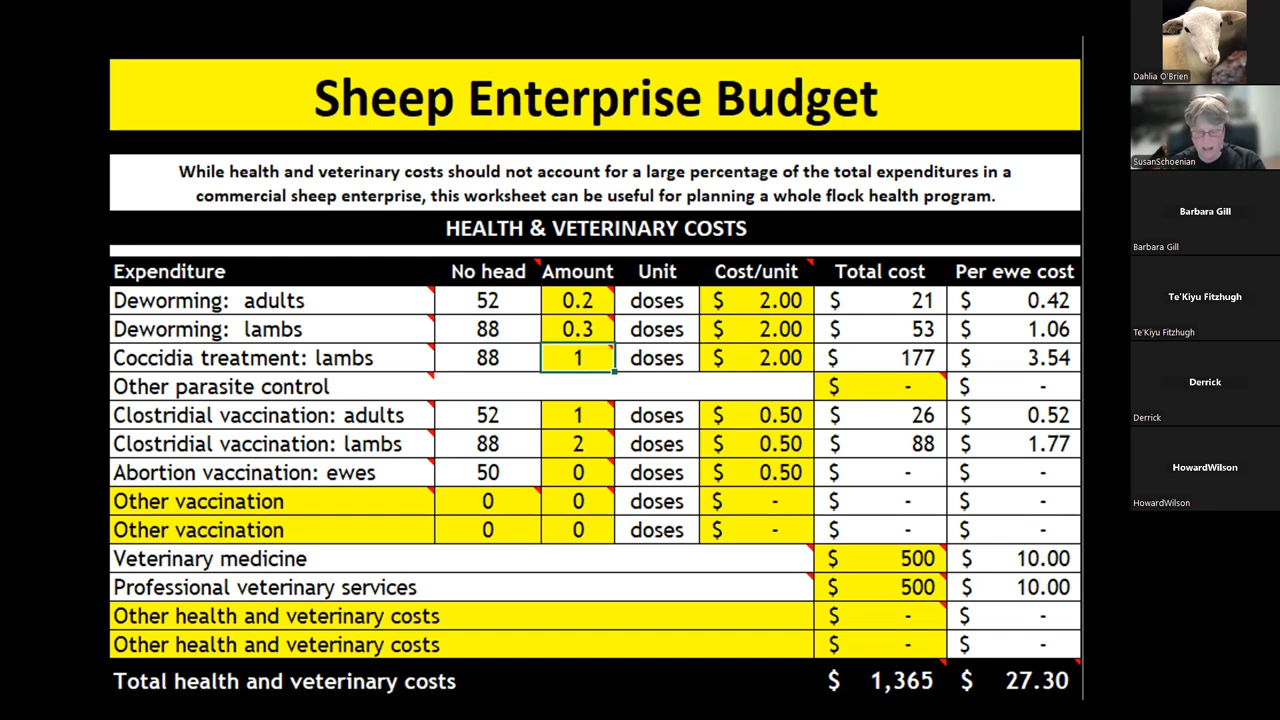 Sheep Enterprise Budget
While health and veterinary costs should not account for a large percentage of the total expenditures in a
commercial sheep enterprise, this worksheet can be useful for planning a whole flock health program.
HEALTH & VETERINARY COSTS
Expenditure No head Amount Unit Cost/unit Total cost Per ewe cost
Deworming: adults 52 0.2 doses $ 2.00 $ 21 $ 0.42
Deworming: lambs 88 0.3 doses $ 2.00 $ 53 $ 1.06
Coccidia treatment: lambs 88 1 doses $ 2.00 $ 177 $ 3.54
Other parasite control $ - $ -
Clostridial vaccination: adults 52 1 doses $ 0.50 $ 26 $ 0.52
Clostridial vaccination: lambs 88 2 doses $ 0.50 $ 88 $ 1.77
Abortion vaccination: ewes 50 0 doses $ 0.50 $ - $ -
Other vaccination 0 0 doses $ - $ - $ -
Other vaccination 0 0 doses $ - $ - $ -
Veterinary medicine $ 500 $ 10.00
Professional veterinary services $ 500 $ 10.00
Other health and veterinary costs $ - $ -
Other health and veterinary costs $ - $ -
Total health and veterinary costs $ 1,365 $ 27.30
Dahlia O'Brien
SusanSchoenian
Barbara Gill
Barbara Gill
Te'Kiyu Fitzhugh
Te'Kiyu Fitzhugh
Derrick
Derrick
HowardWilson
HowardWilson